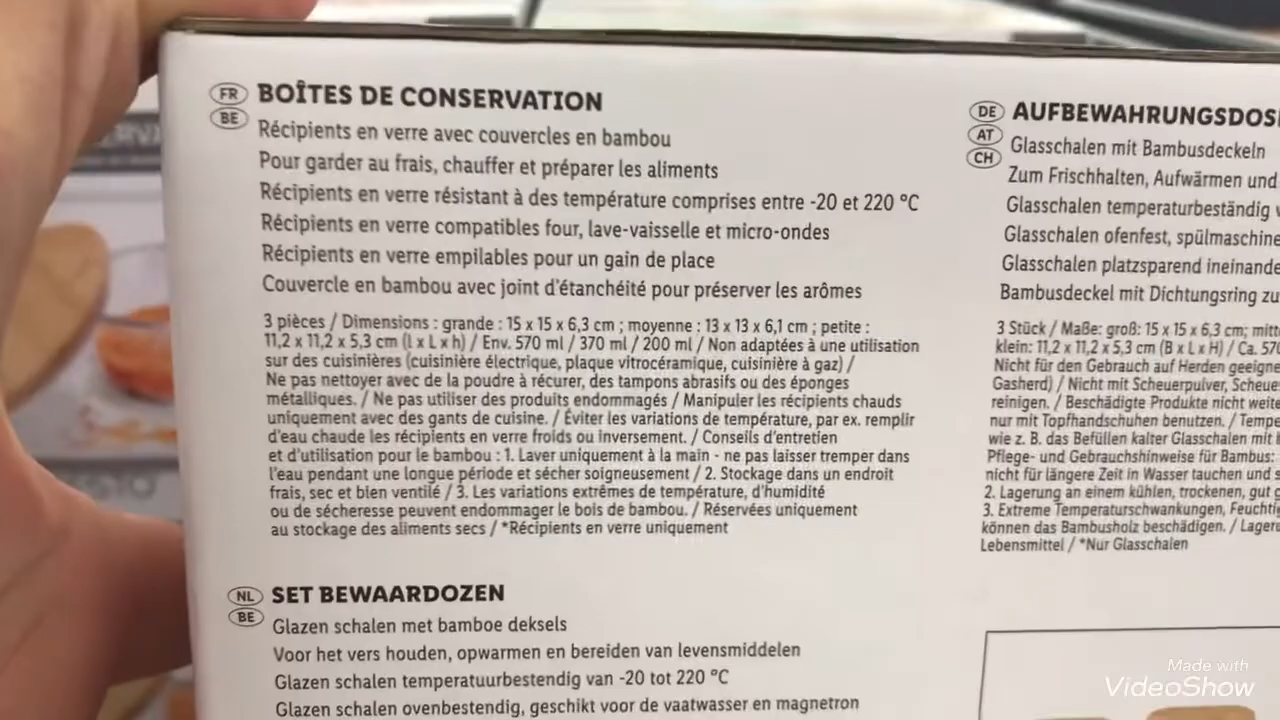 FR
BE
BOÎTES DE CONSERVATION
Récipients en verre avec couvercles en bambou
Pour garder au frais, chauffer et préparer les aliments
Récipients en verre résistant à des température comprises entre -20 et 220 °C
Récipients en verre compatibles four, lave-vaisselle et micro-ondes
Récipients en verre empilables pour un gain de place
Couvercle en bambou avec joint d'étanchéité pour préserver les arômes
3 pièces / Dimensions : grande : 15 x 15 x 6,3 cm ; moyenne : 13 x 13 x 6,1 cm ; petite :
11,2 x 11,2 x 5,3 cm (l x L x h) / Env. 570 ml / 370 ml / 200 ml / Non adaptées à une utilisation
sur des cuisinières (cuisinière électrique, plaque vitrocéramique, cuisinière à gaz) /
Ne pas nettoyer avec de la poudre à récurer, des tampons abrasifs ou des éponges
métalliques. / Ne pas utiliser des produits endommagés / Manipuler les récipients chauds
uniquement avec des gants de cuisine. / Éviter les variations de température, par ex. remplir
d'eau chaude les récipients en verre froids ou inversement. / Conseils d'entretien
et d'utilisation pour le bambou : 1. Laver uniquement à la main - ne pas laisser tremper dans
l'eau pendant une longue période et sécher soigneusement / 2. Stockage dans un endroit
frais, sec et bien ventilé / 3. Les variations extrêmes de température, d'humidité
ou de sécheresse peuvent endommager le bois de bambou. / Réservées uniquement
au stockage des aliments secs / *Récipients en verre uniquement
NL
BE
SET BEWAARDOZEN
Glazen schalen met bamboe deksels
Voor het vers houden, opwarmen en bereiden van levensmiddelen
Glazen schalen temperatuurbestendig van -20 tot 220 °C
Glazen schalen ovenbestendig, geschikt voor de vaatwasser en magnetron
DE
AT
CH
AUFBEWAHRUNGSDOS
Glasschalen mit Bambusdeckeln
Zum Frischhalten, Aufwärmen und
Glasschalen temperaturbeständig
Glasschalen ofenfest, spülmaschine
Glasschalen platzsparend ineinande
Bambusdeckel mit Dichtungsring zu
3 Stück / Maße: groß: 15 x 15 x 6,3 cm; mitt
klein: 11,2 x 11,2 x 5,3 cm (B x L x H) / Ca. 570
Nicht für den Gebrauch auf Herden geeigne
Gasherd) / Nicht mit Scheuerpulver, Scheue
reinigen. / Beschädigte Produkte nicht weite
nur mit Topfhandschuhen benutzen. / Tempe
wie z. B. das Befüllen kalter Glasschalen mit
Pflege- und Gebrauchshinweise für Bambus:
nicht für längere Zeit in Wasser tauchen und s
2. Lagerung an einem kühlen, trockenen, gut g
3. Extreme Temperaturschwankungen, Feuchtig
können das Bambusholz beschädigen. / Lager
Lebensmittel / *Nur Glasschalen
Made with
VideoShow